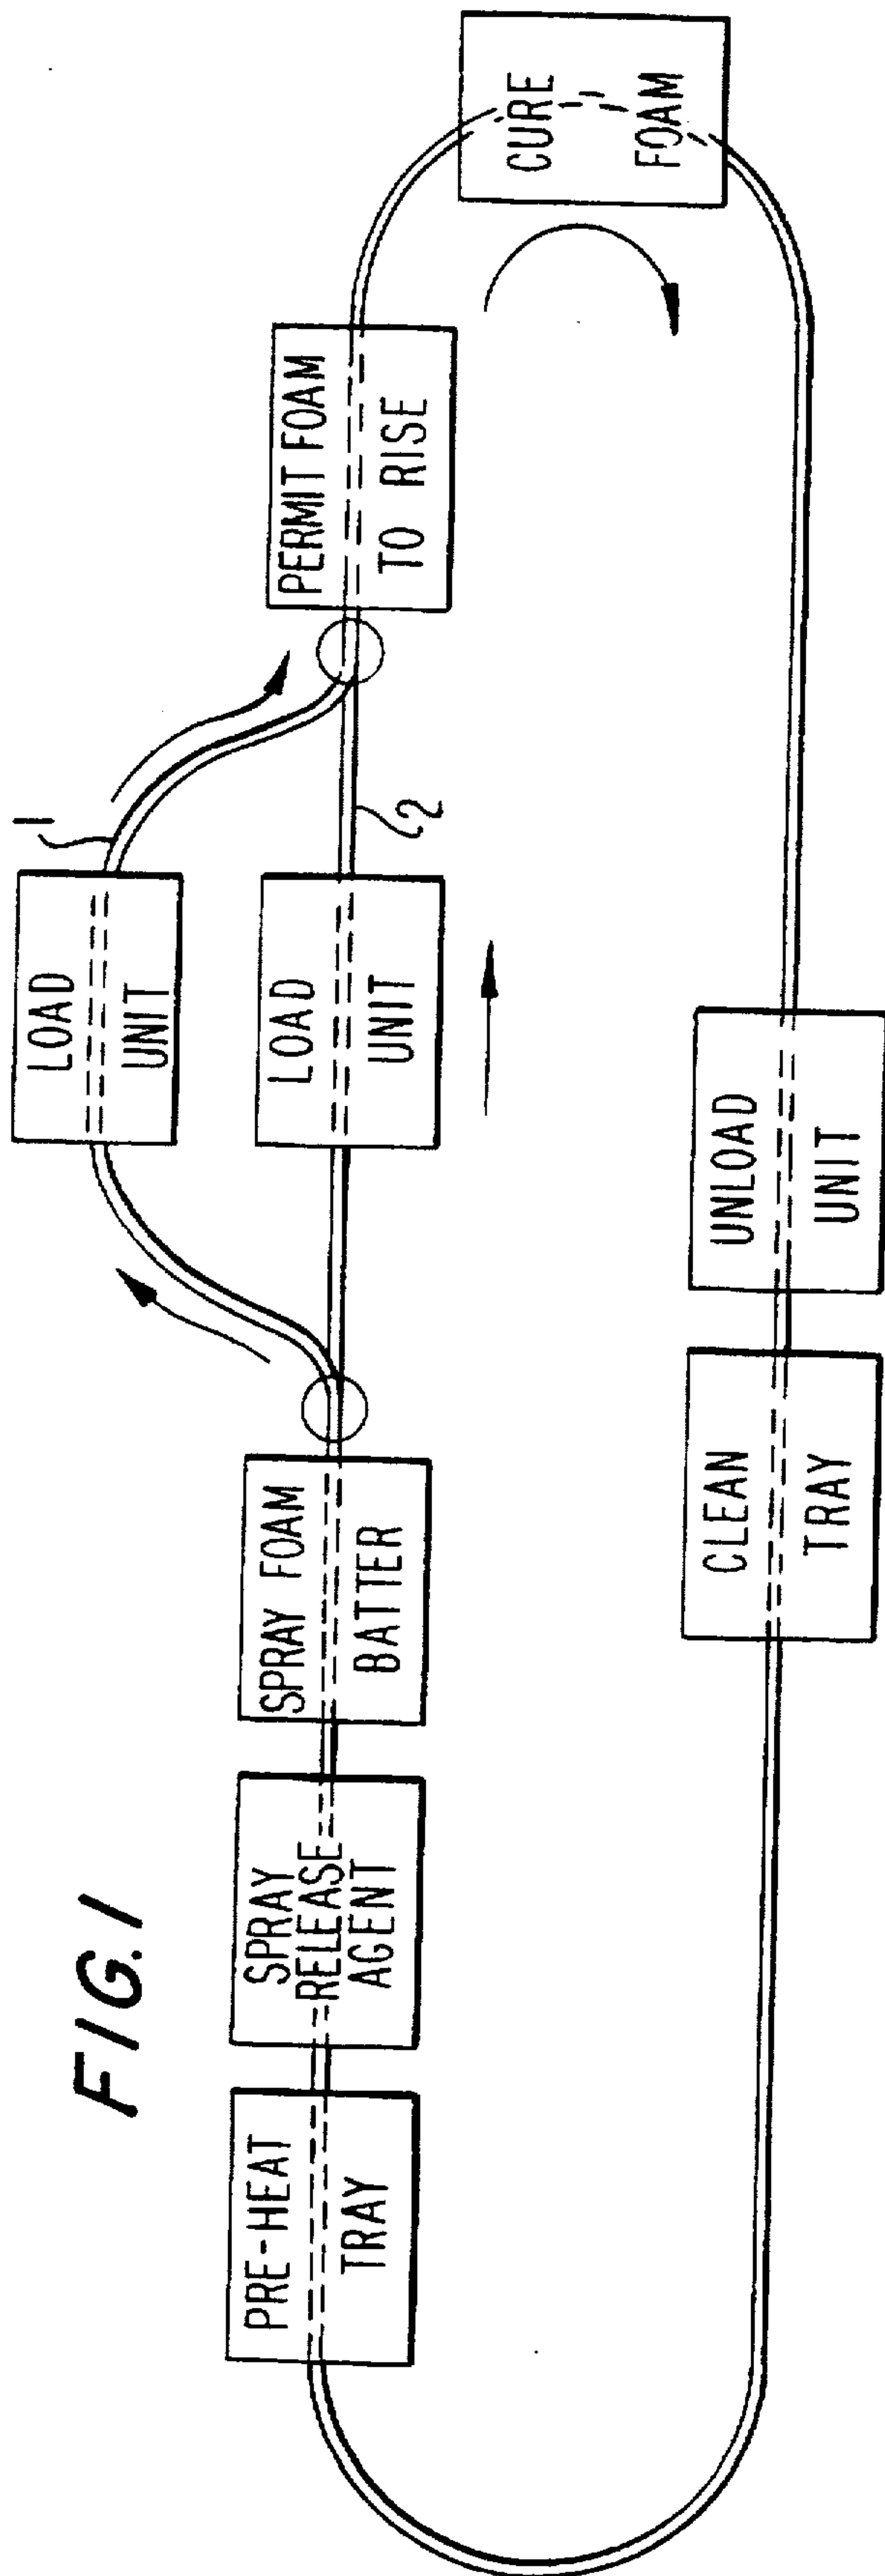 FIG. 1
PRE-HEAT
TRAY
SPRAY
RELEASE
AGENT
SPRAY FOAM
BATTER
LOAD
UNIT
1
LOAD
UNIT
2
PERMIT FOAM
TO RISE
CURE
FOAM
UNLOAD
UNIT
CLEAN
TRAY